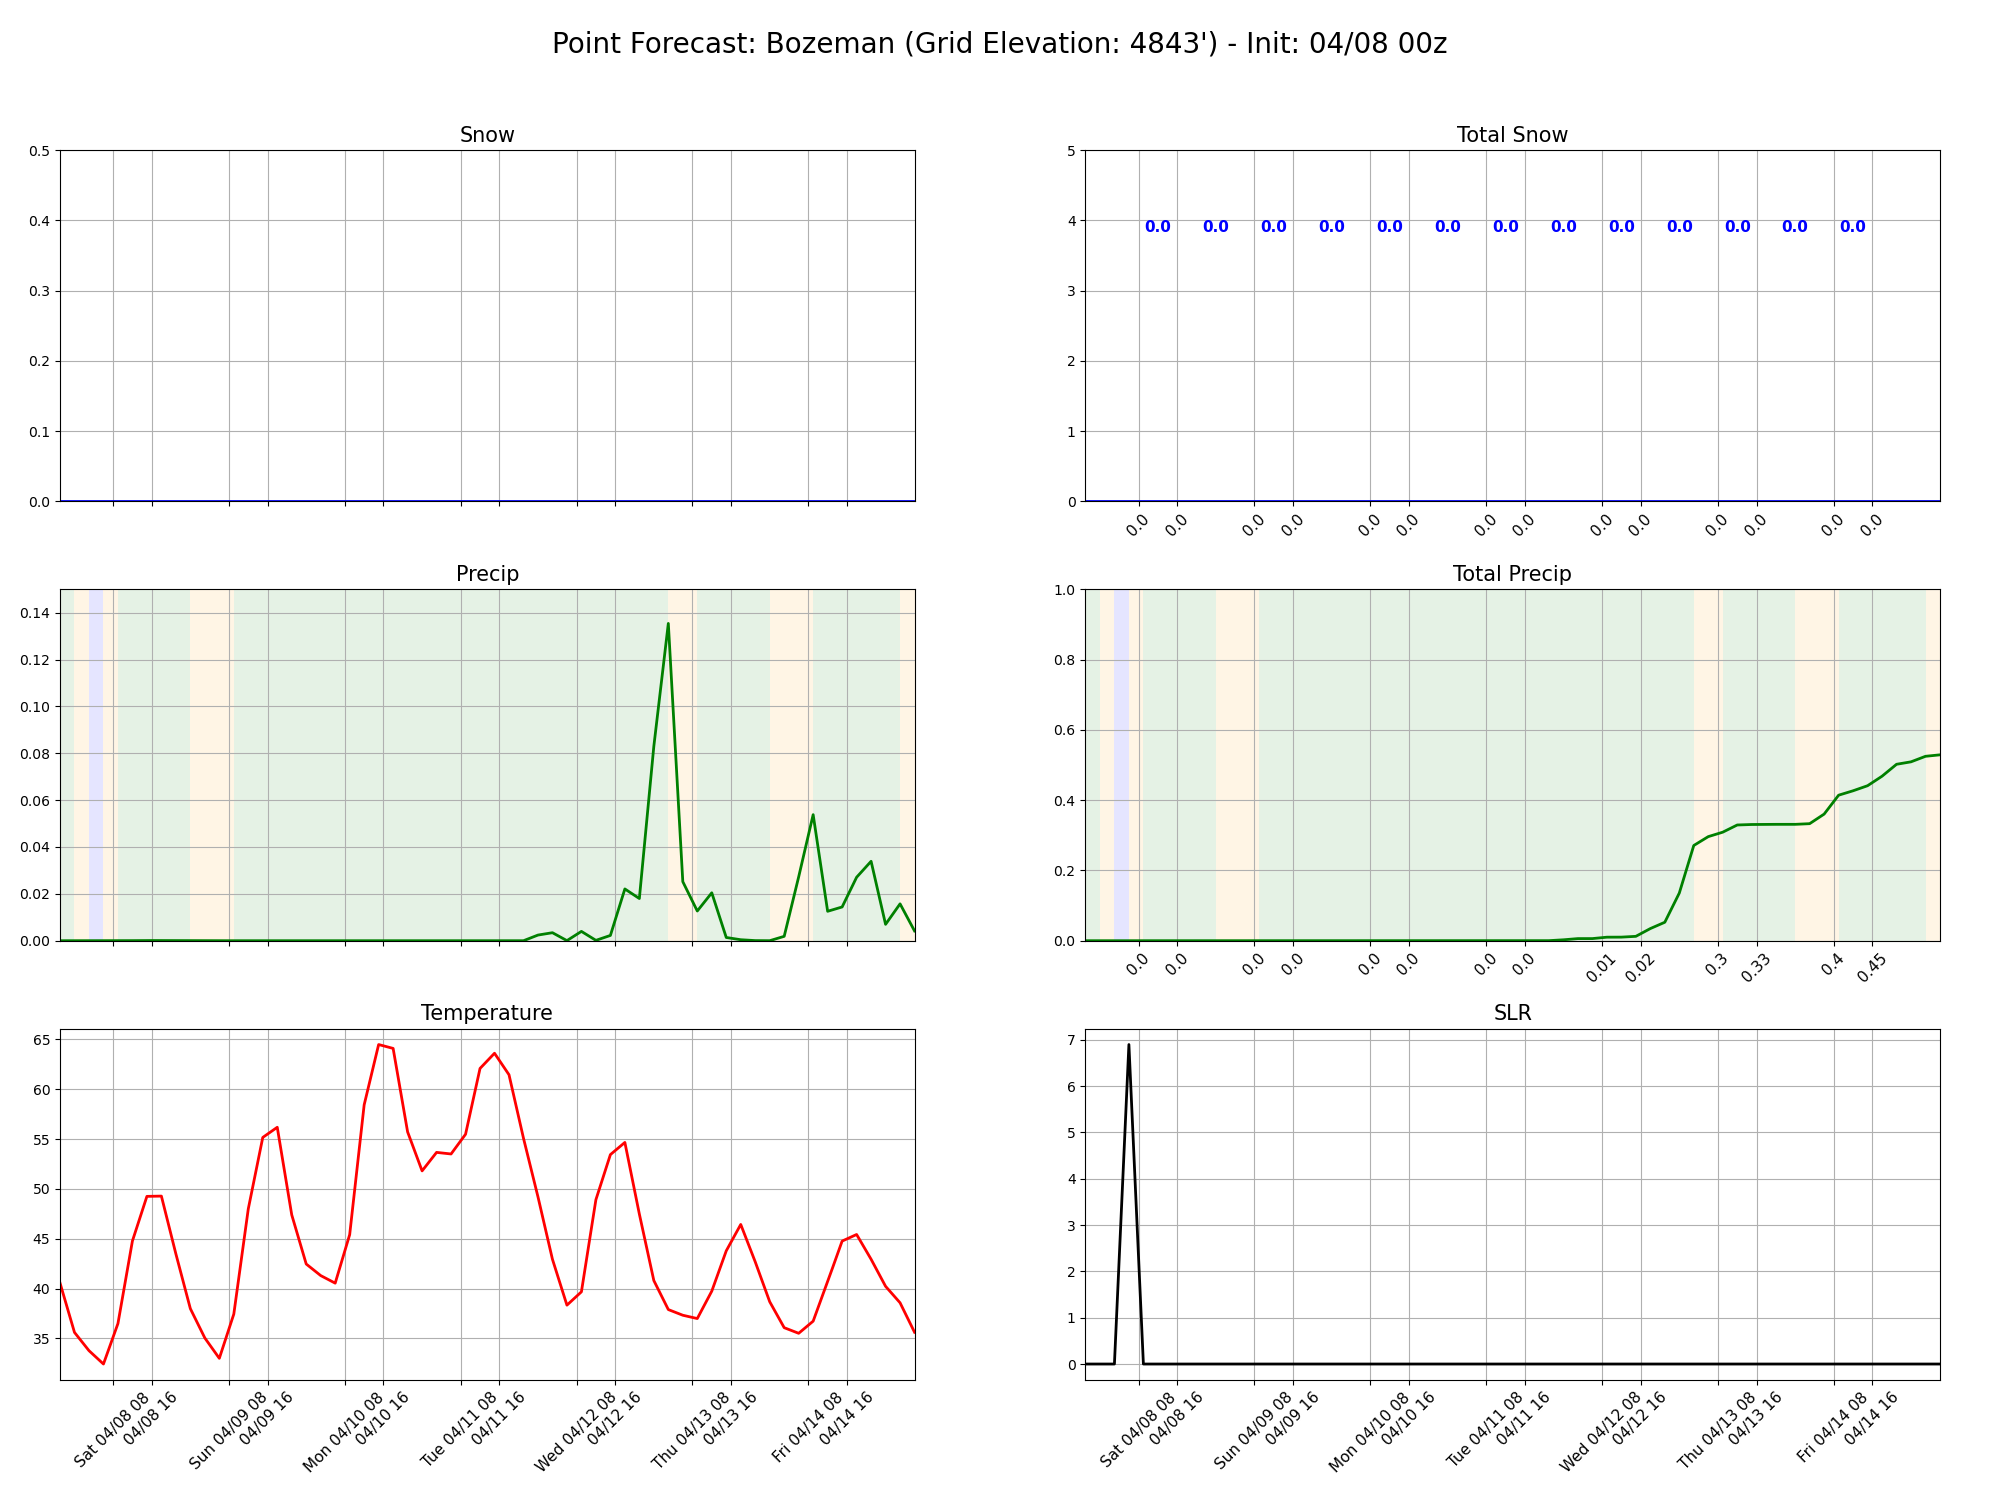 Point Forecast: Bozeman (Grid Elevation: 4843') - Init: 04/08 00z
Snow
0.5
0.4
0.3
0.2
0.1
0.0
Total Snow
5
4
3
2
1
0
0.0 0.0 0.0 0.0 0.0 0.0 0.0 0.0 0.0 0.0 0.0 0.0 0.0
0.0 0.0 0.0 0.0 0.0 0.0 0.0 0.0 0.0 0.0 0.0 0.0 0.0 0.0
Precip
0.14
0.12
0.10
0.08
0.06
0.04
0.02
0.00
Total Precip
1.0
0.8
0.6
0.4
0.2
0.0
0.0 0.0 0.0 0.0 0.0 0.0 0.0 0.0 0.01 0.02 0.3 0.33 0.4 0.45
Temperature
65
60
55
50
45
40
35
Sat 04/08 08
04/08 16
Sun 04/09 08
04/09 16
Mon 04/10 08
04/10 16
Tue 04/11 08
04/11 16
Wed 04/12 08
04/12 16
Thu 04/13 08
04/13 16
Fri 04/14 08
04/14 16
SLR
7
6
5
4
3
2
1
0
Sat 04/08 08
04/08 16
Sun 04/09 08
04/09 16
Mon 04/10 08
04/10 16
Tue 04/11 08
04/11 16
Wed 04/12 08
04/12 16
Thu 04/13 08
04/13 16
Fri 04/14 08
04/14 16